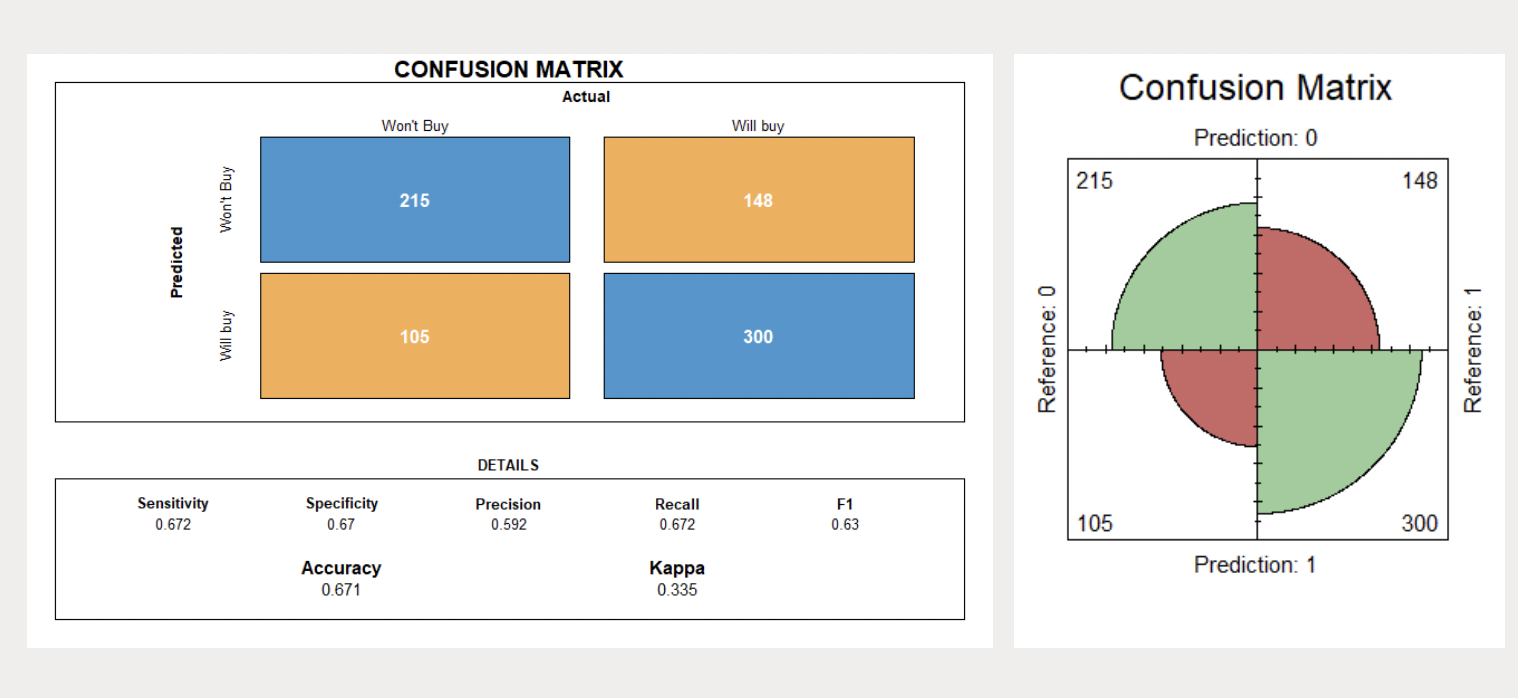 CONFUSION MATRIX
Actual
Won't Buy Will buy
Predicted
Won't Buy
215 148
Will buy
105 300
DETAILS
Sensitivity Specificity Precision Recall F1
0.672 0.67 0.592 0.672 0.63
Accuracy Kappa
0.671 0.335
Confusion Matrix
Prediction: 0
215 148
Reference: 0
Reference: 1
105 300
Prediction: 1